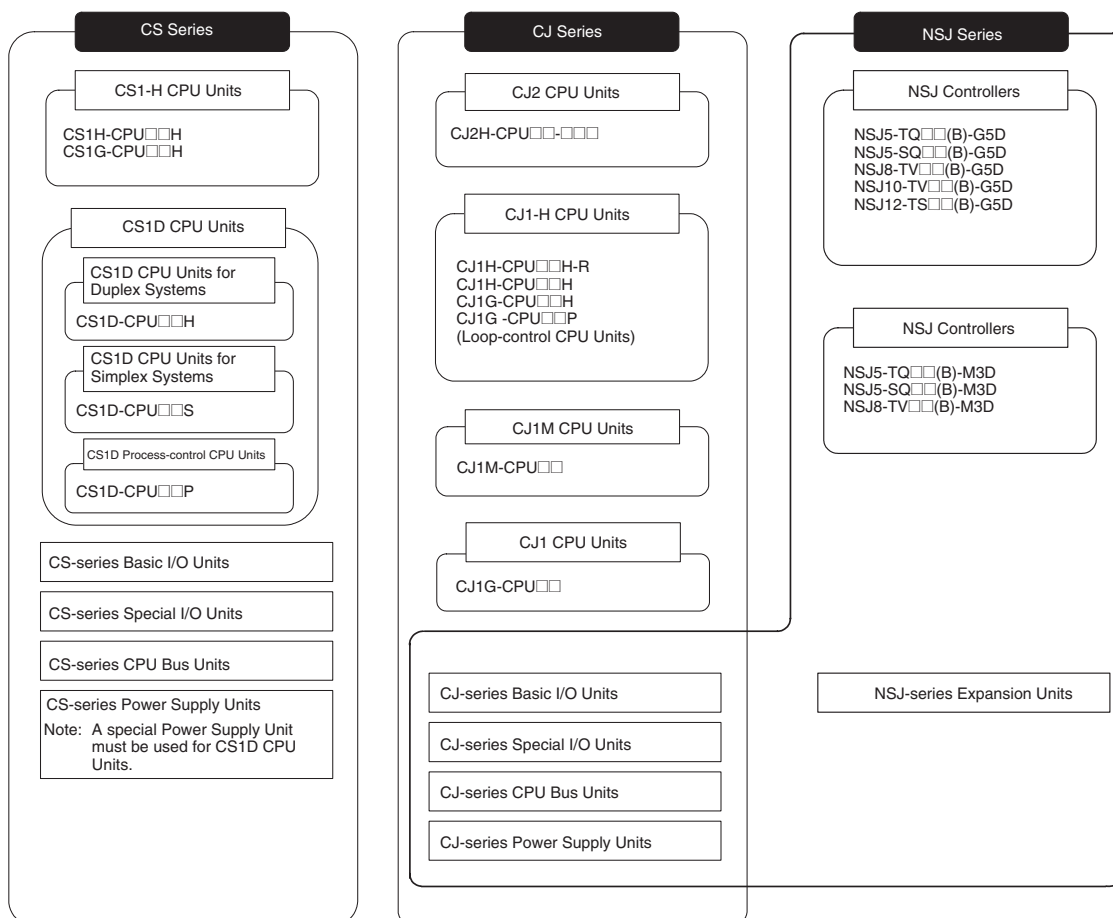 CS Series
CS1-H CPU Units
CS1H-CPU□□H
CS1G-CPU□□H
CS1D CPU Units
CS1D CPU Units for
Duplex Systems
CS1D-CPU□□H
CS1D CPU Units for
Simplex Systems
CS1D-CPU□□S
CS1D Process-control CPU Units
CS1D-CPU□□P
CS-series Basic I/O Units
CS-series Special I/O Units
CS-series CPU Bus Units
CS-series Power Supply Units
Note: A special Power Supply Unit
must be used for CS1D CPU
Units.
CJ Series
CJ2 CPU Units
CJ2H-CPU□□-□□□
CJ1-H CPU Units
CJ1H-CPU□□H-R
CJ1H-CPU□□H
CJ1G-CPU□□H
CJ1G -CPU□□P
(Loop-control CPU Units)
CJ1M CPU Units
CJ1M-CPU□□
CJ1 CPU Units
CJ1G-CPU□□
CJ-series Basic I/O Units
CJ-series Special I/O Units
CJ-series CPU Bus Units
CJ-series Power Supply Units
NSJ Series
NSJ Controllers
NSJ5-TQ□□(B)-G5D
NSJ5-SQ□□(B)-G5D
NSJ8-TV□□(B)-G5D
NSJ10-TV□□(B)-G5D
NSJ12-TS□□(B)-G5D
NSJ Controllers
NSJ5-TQ□□(B)-M3D
NSJ5-SQ□□(B)-M3D
NSJ8-TV□□(B)-M3D
NSJ-series Expansion Units